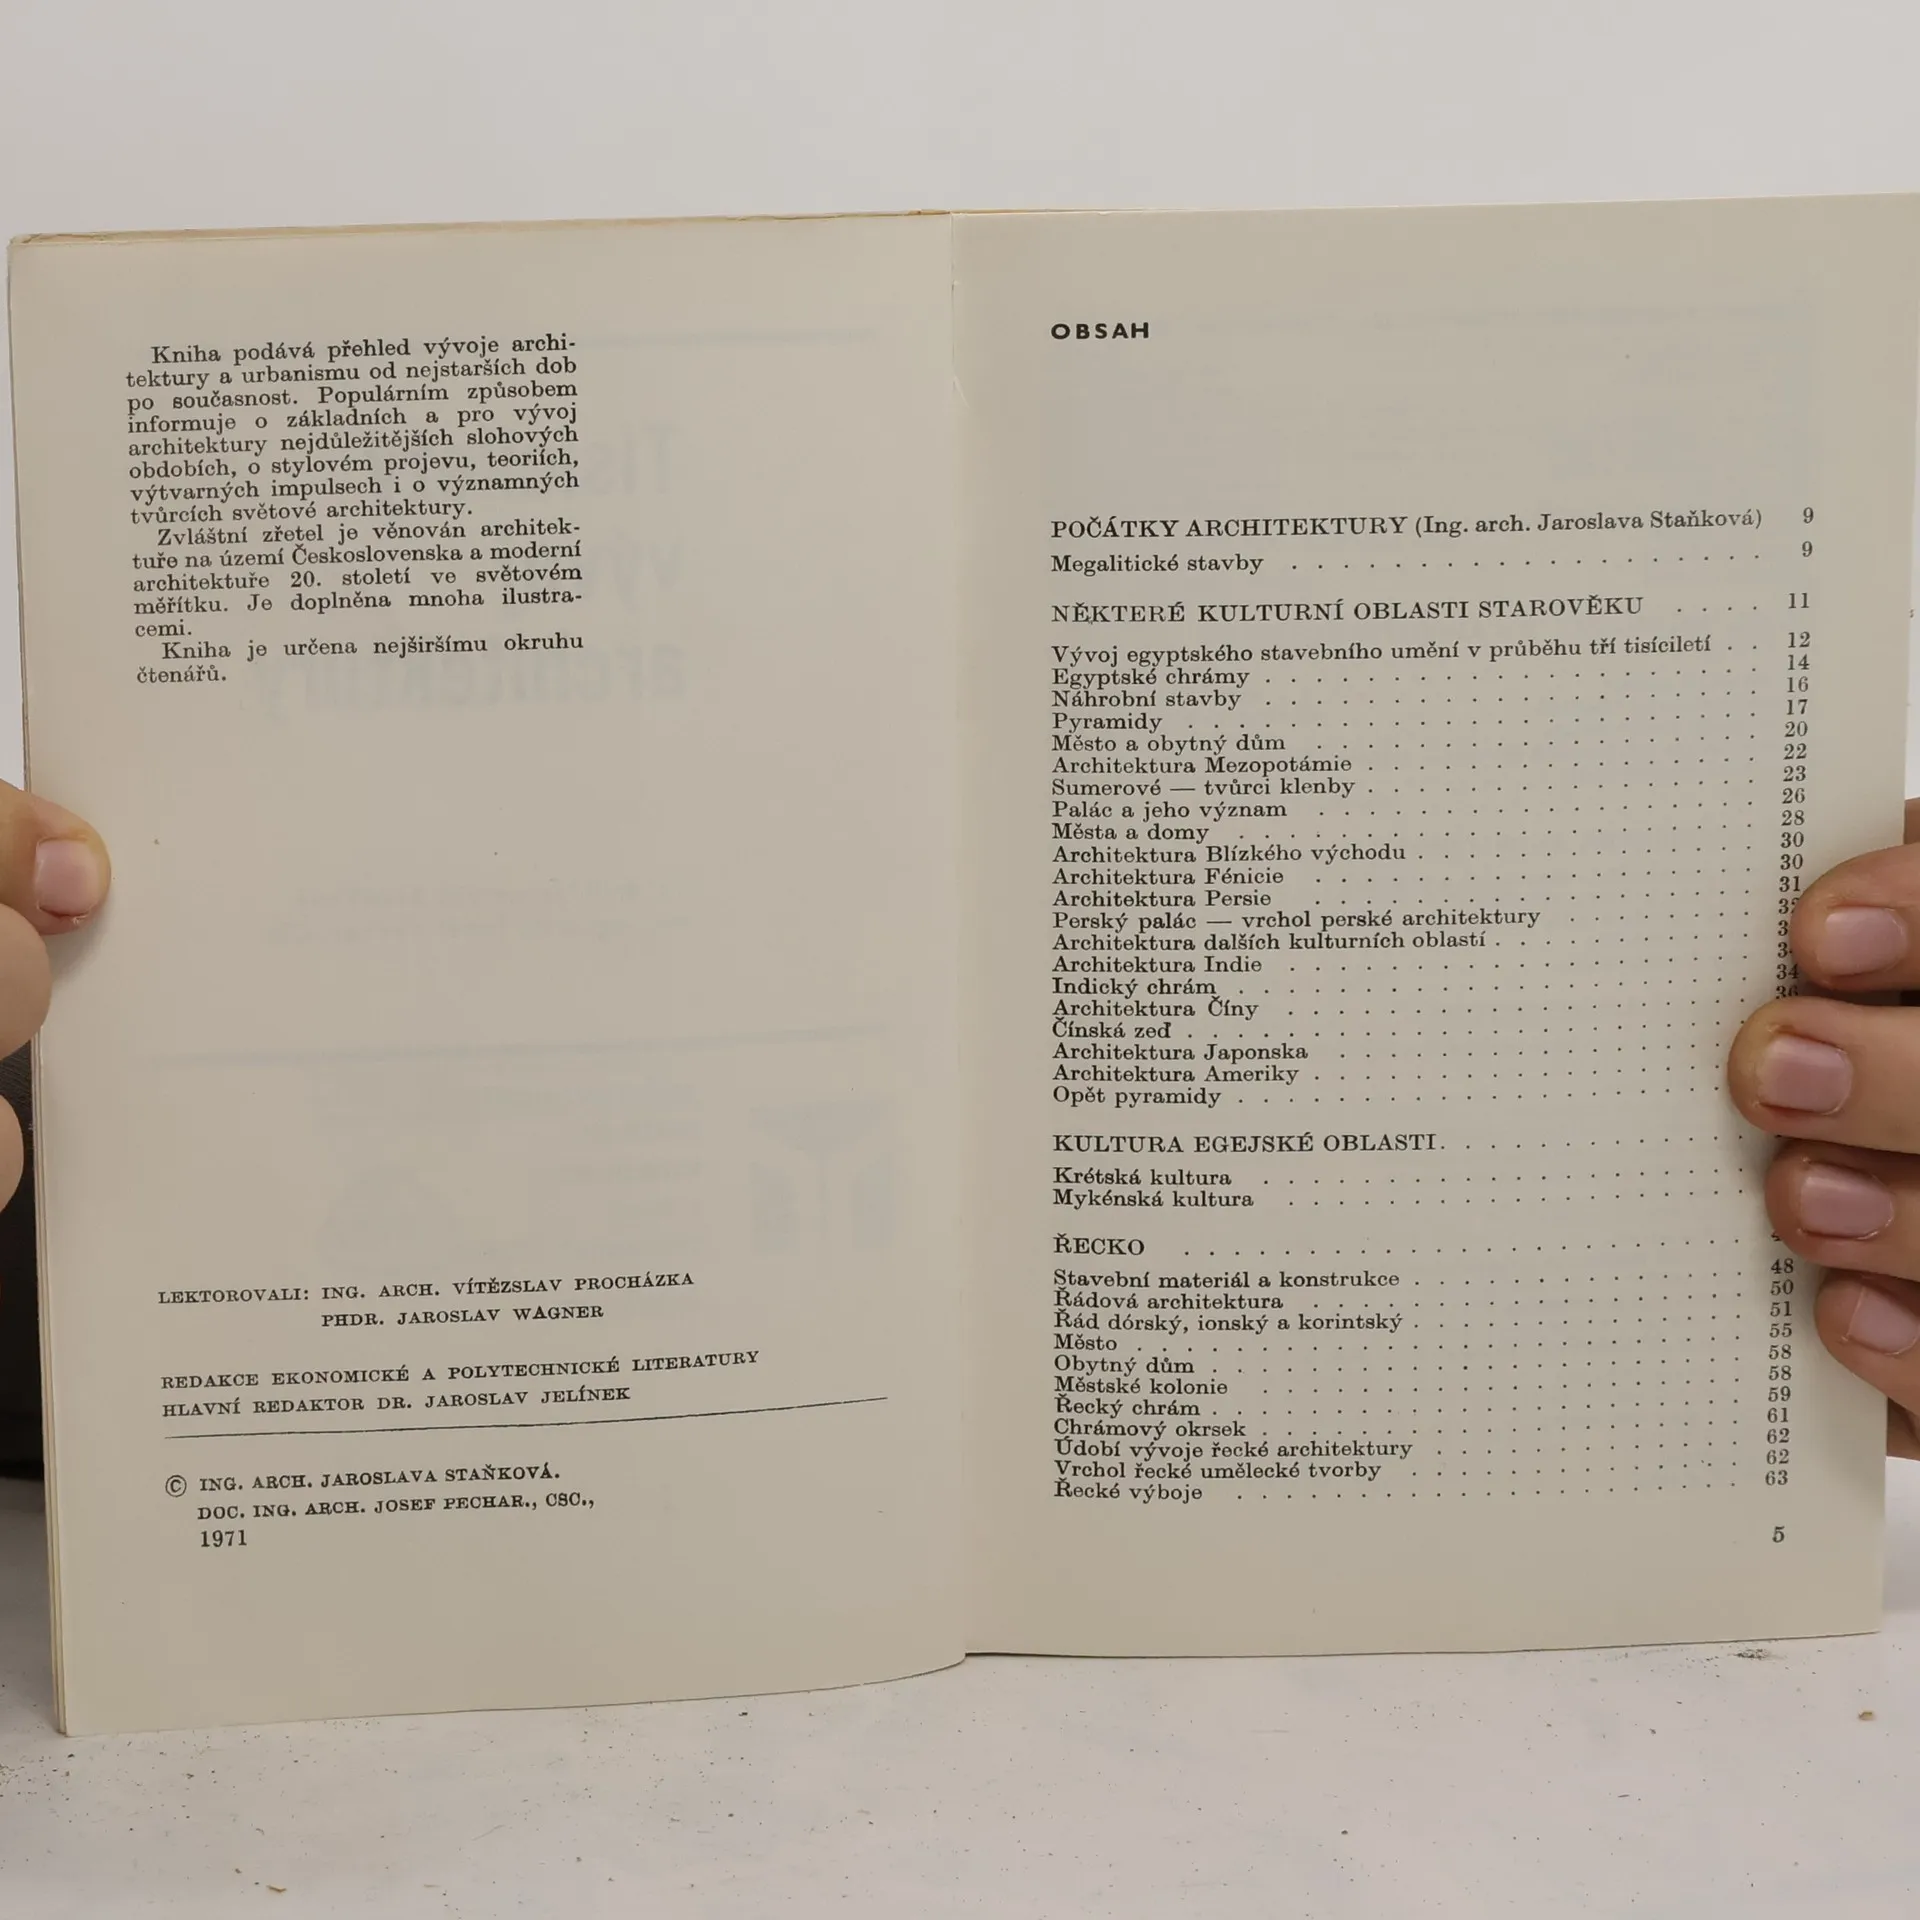 Kniha podává přehled vývoje archi-
tektury a urbanismu od nejstarších dob
po současnost. Populárním způsobem
informuje o základních a pro vývoj
architektury nejdůležitějších slohových
obdobích, o stylovém projevu, teoriích,
výtvarných impulsech i o významných
tvůrcích světové architektury.
Zvláštní zřetel je věnován architek-
tuře na území Československa a moderní
architektuře 20. století ve světovém
měřítku. Je doplněna mnoha ilustra-
cemi.
Kniha je určena nejširšímu okruhu
čtenářů.
LEKTOROVALI: ING. ARCH. VÍTĚZSLAV PROCHÁZKA
PHDR. JAROSLAV WAGNER
REDAKCE EKONOMICKÉ A POLYTECHNICKÉ LITERATURY
HLAVNÍ REDAKTOR DR. JAROSLAV JELÍNEK
© ING. ARCH. JAROSLAVA STAŇKOVÁ.
DOC. ING. ARCH. JOSEF PECHAR., CSC.,
1971
OBSAH
POČÁTKY ARCHITEKTURY (Ing. arch. Jaroslava Staňková) 9
Megalitické stavby . . . . . . . . . . . . . . . . . . . 9
NĚKTERÉ KULTURNÍ OBLASTI STAROVĚKU . . . . 11
Vývoj egyptského stavebního umění v průběhu tří tisíciletí . . 12
Egyptské chrámy . . . . . . . . . . . . . . . . . . . . 14
Náhrobní stavby . . . . . . . . . . . . . . . . . . . . 16
Pyramidy . . . . . . . . . . . . . . . . . . . . . . . 17
Město a obytný dům . . . . . . . . . . . . . . . . . . 20
Architektura Mezopotámie . . . . . . . . . . . . . . . . 22
Sumerové — tvůrci klenby . . . . . . . . . . . . . . . . 23
Palác a jeho význam . . . . . . . . . . . . . . . . . . 26
Města a domy . . . . . . . . . . . . . . . . . . . . . 28
Architektura Blízkého východu . . . . . . . . . . . . . . 30
Architektura Fénicie . . . . . . . . . . . . . . . . . . 30
Architektura Persie . . . . . . . . . . . . . . . . . . 31
Perský palác — vrchol perské architektury . . . . . . . .
Architektura dalších kulturních oblastí . . . . . . . . . . .
Architektura Indie . . . . . . . . . . . . . . . . . . .
Indický chrám . . . . . . . . . . . . . . . . . . . . . 34
Architektura Číny . . . . . . . . . . . . . . . . . . . 36
Čínská zeď . . . . . . . . . . . . . . . . . . . . . .
Architektura Japonska . . . . . . . . . . . . . . . .
Architektura Ameriky . . . . . . . . . . . . . . . . .
Opět pyramidy . . . . . . . . . . . . . . . . . . . .
KULTURA EGEJSKÉ OBLASTI . . . . . . . . . . . . .
Krétská kultura . . . . . . . . . . . . . . . . . . .
Mykénská kultura . . . . . . . . . . . . . . . . . .
ŘECKO . . . . . . . . . . . . . . . . . . . . . . .
Stavební materiál a konstrukce . . . . . . . . . . . . . . 48
Řádová architektura . . . . . . . . . . . . . . . . . . 50
Řád dórský, ionský a korintský . . . . . . . . . . . . . . 51
Město . . . . . . . . . . . . . . . . . . . . . . . . . 55
Obytný dům . . . . . . . . . . . . . . . . . . . . . . 58
Městské kolonie . . . . . . . . . . . . . . . . . . . . 58
Řecký chrám . . . . . . . . . . . . . . . . . . . . . . 59
Chrámový okrsek . . . . . . . . . . . . . . . . . . . . 61
Údobí vývoje řecké architektury . . . . . . . . . . . . . 62
Vrchol řecké umělecké tvorby . . . . . . . . . . . . . . 62
Řecké výboje . . . . . . . . . . . . . . . . . . . . . 63
5